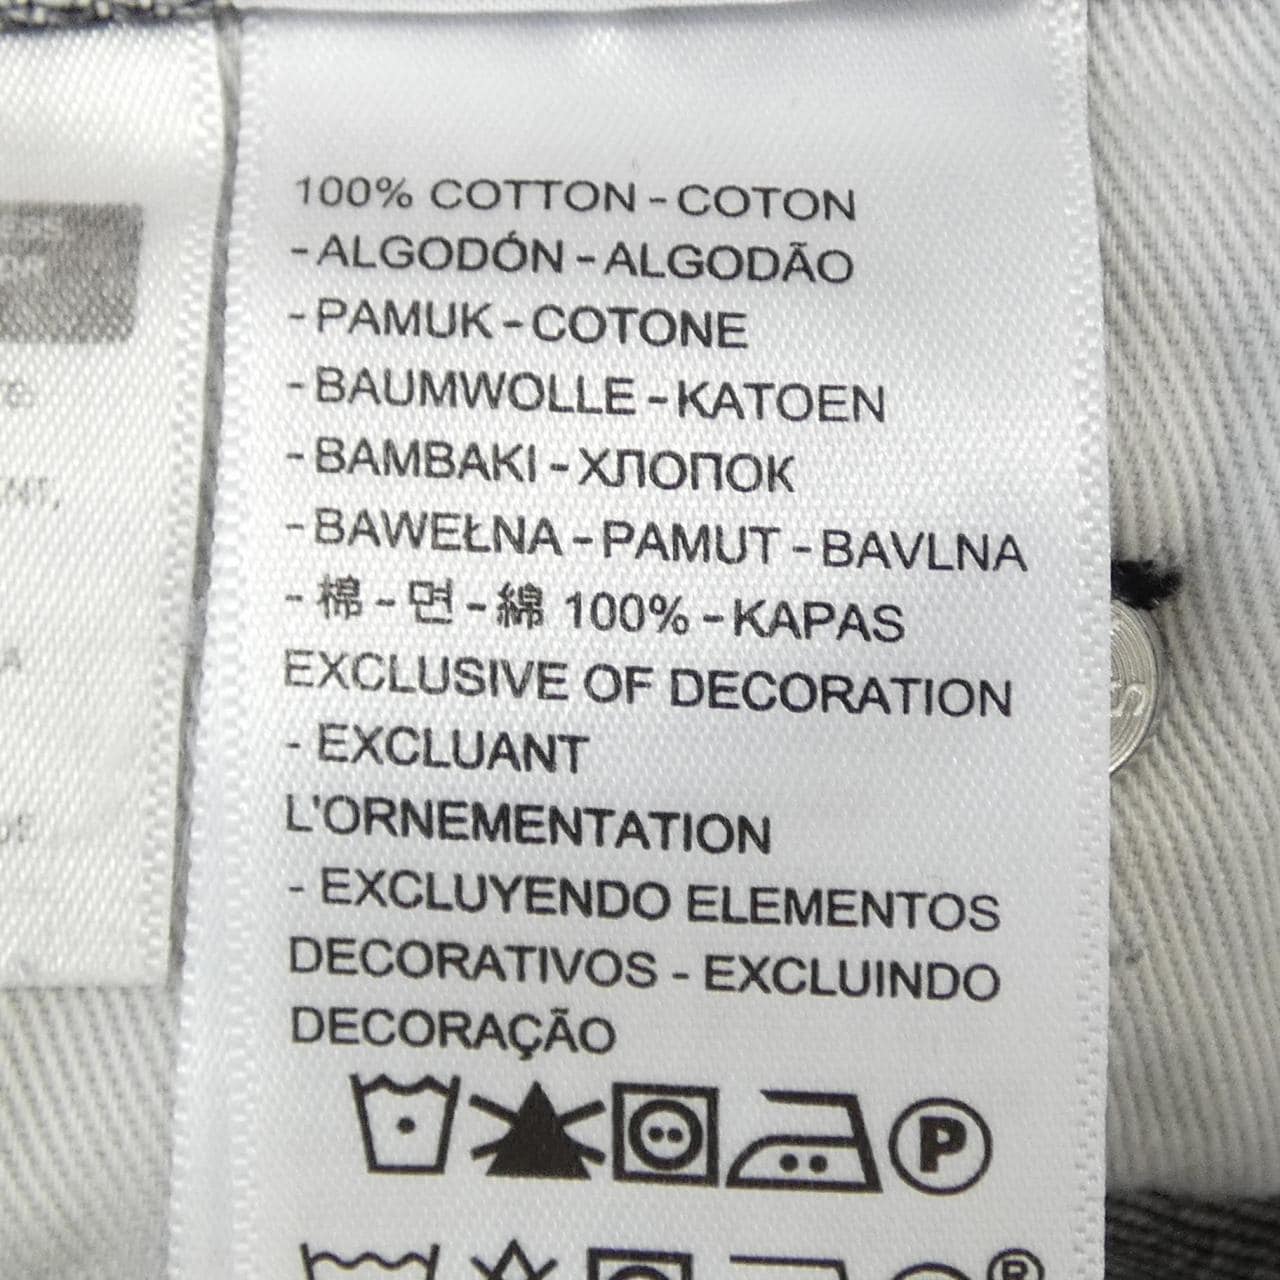 100% COTTON - COTON
- ALGODÓN - ALGODÃO
- PAMUK - COTONE
- BAUMWOLLE - KATOEN
- BAMBAKI - ХЛОПОК
- BAWEŁNA - PAMUT - BAVLNA
- 棉 - 면 - 綿 100% - KAPAS
EXCLUSIVE OF DECORATION
- EXCLUANT
L'ORNEMENTATION
- EXCLUYENDO ELEMENTOS
DECORATIVOS - EXCLUINDO
DECORAÇÃO
P
®